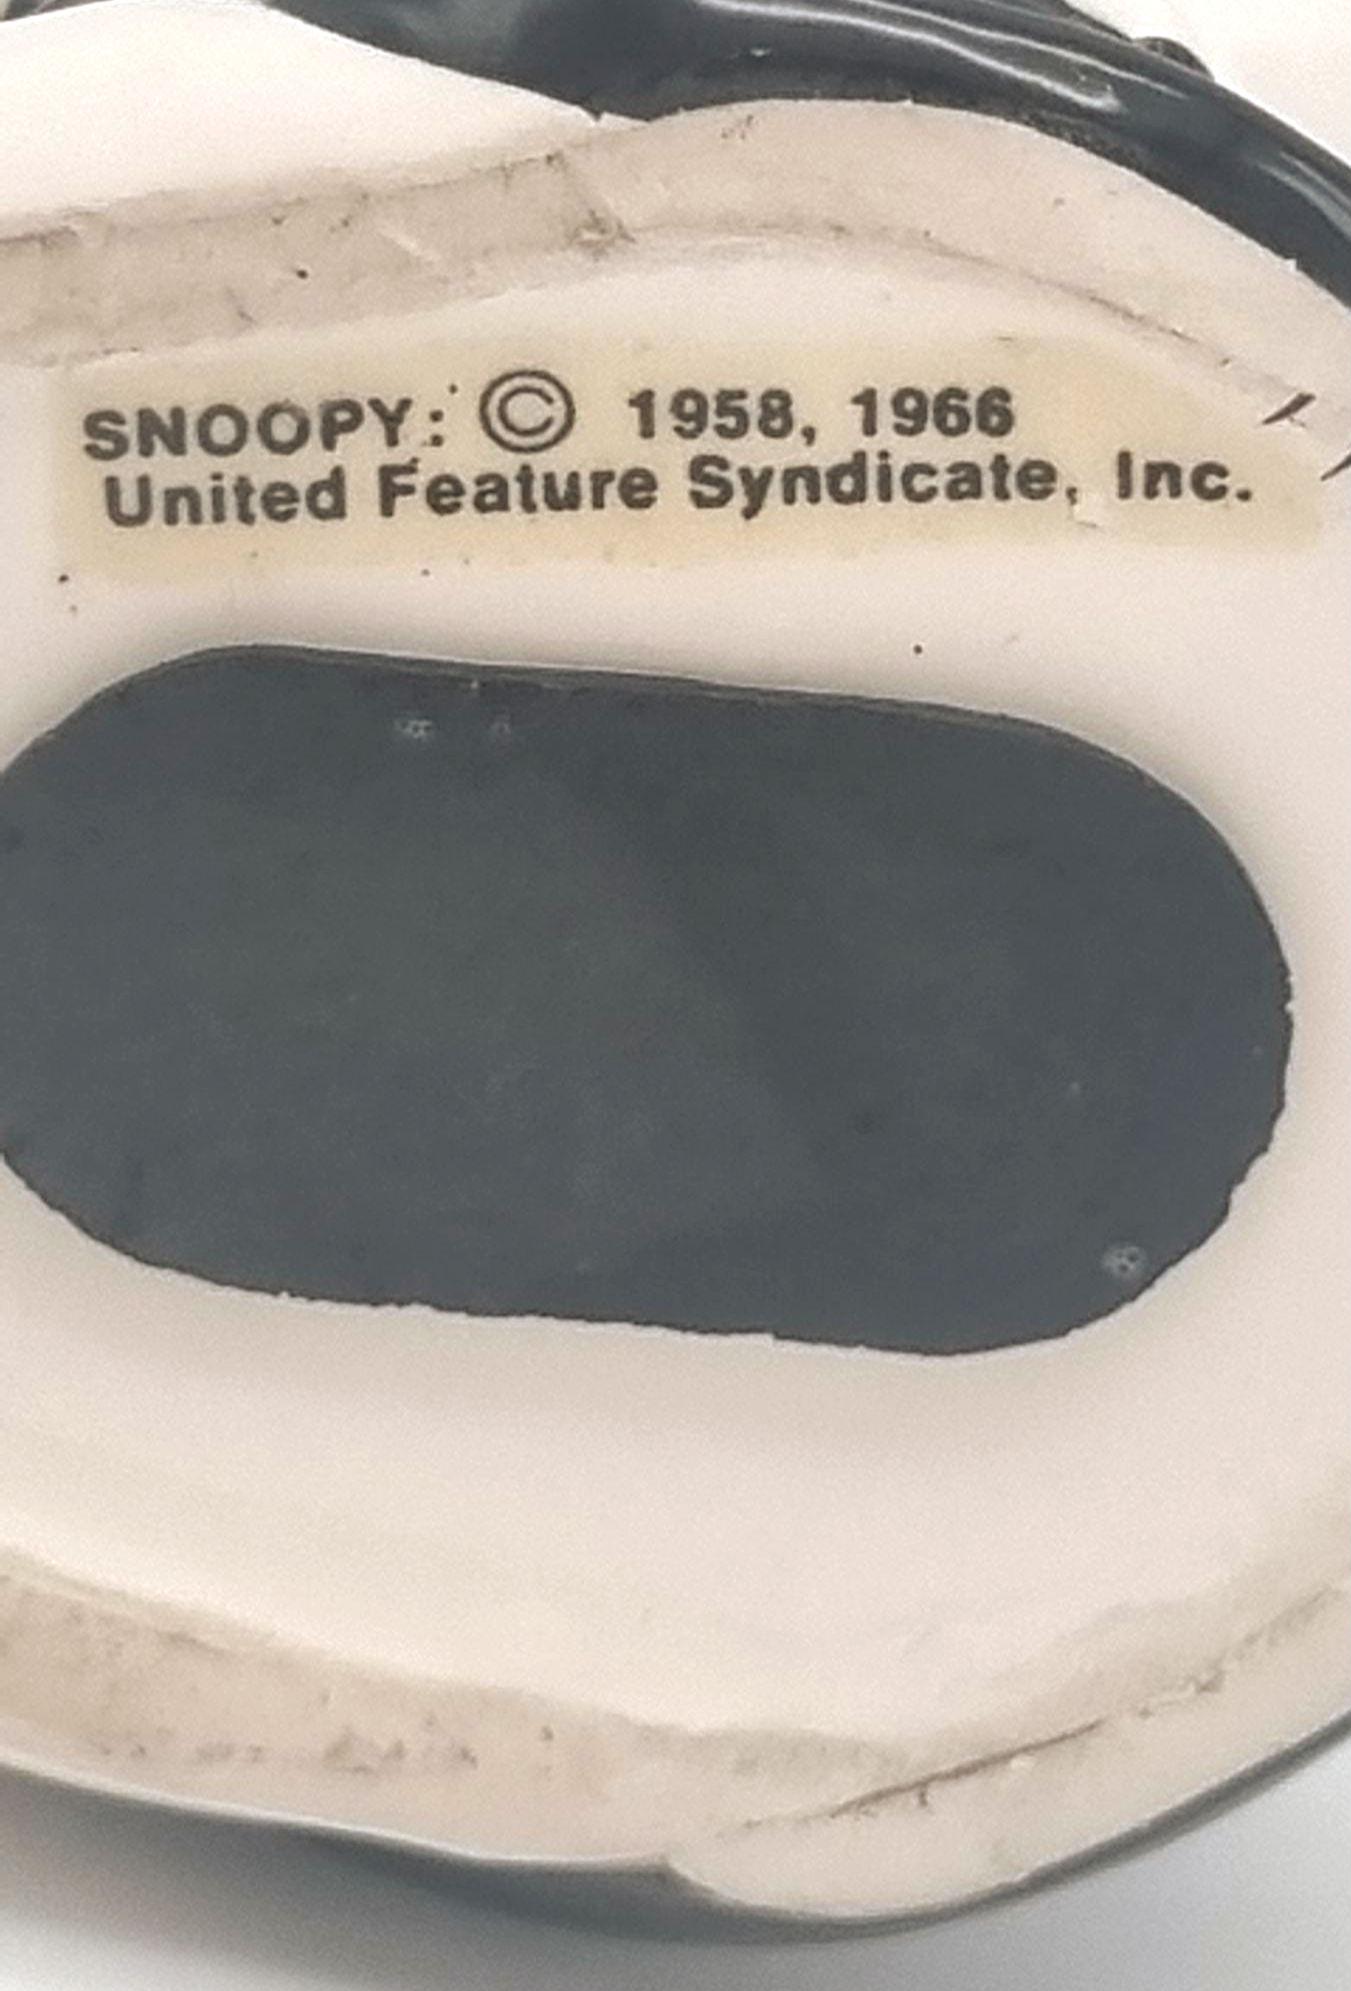 SNOOPY: © 1958, 1966
United Feature Syndicate, Inc.